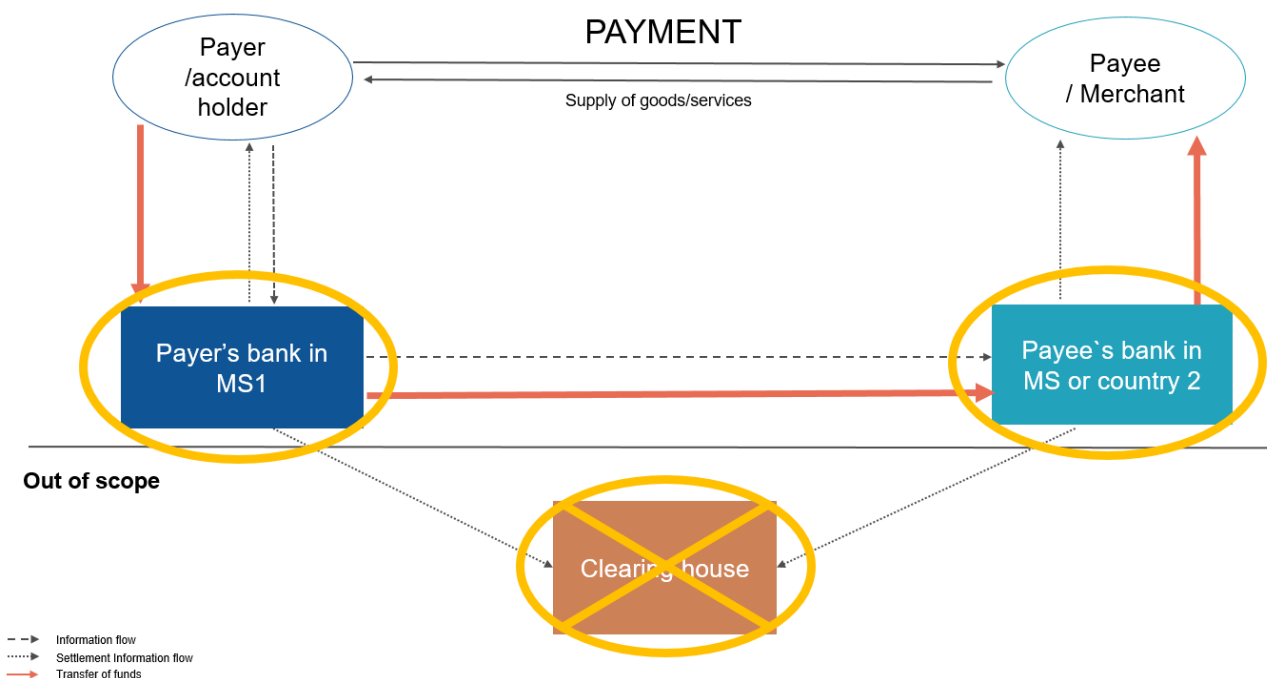 PAYMENT
Payer
/account
holder
Payee
/ Merchant
Supply of goods/services
Payer’s bank in
MS1
Payee`s bank in
MS or country 2
Out of scope
Clearing house
Information flow
Settlement Information flow
Transfer of funds